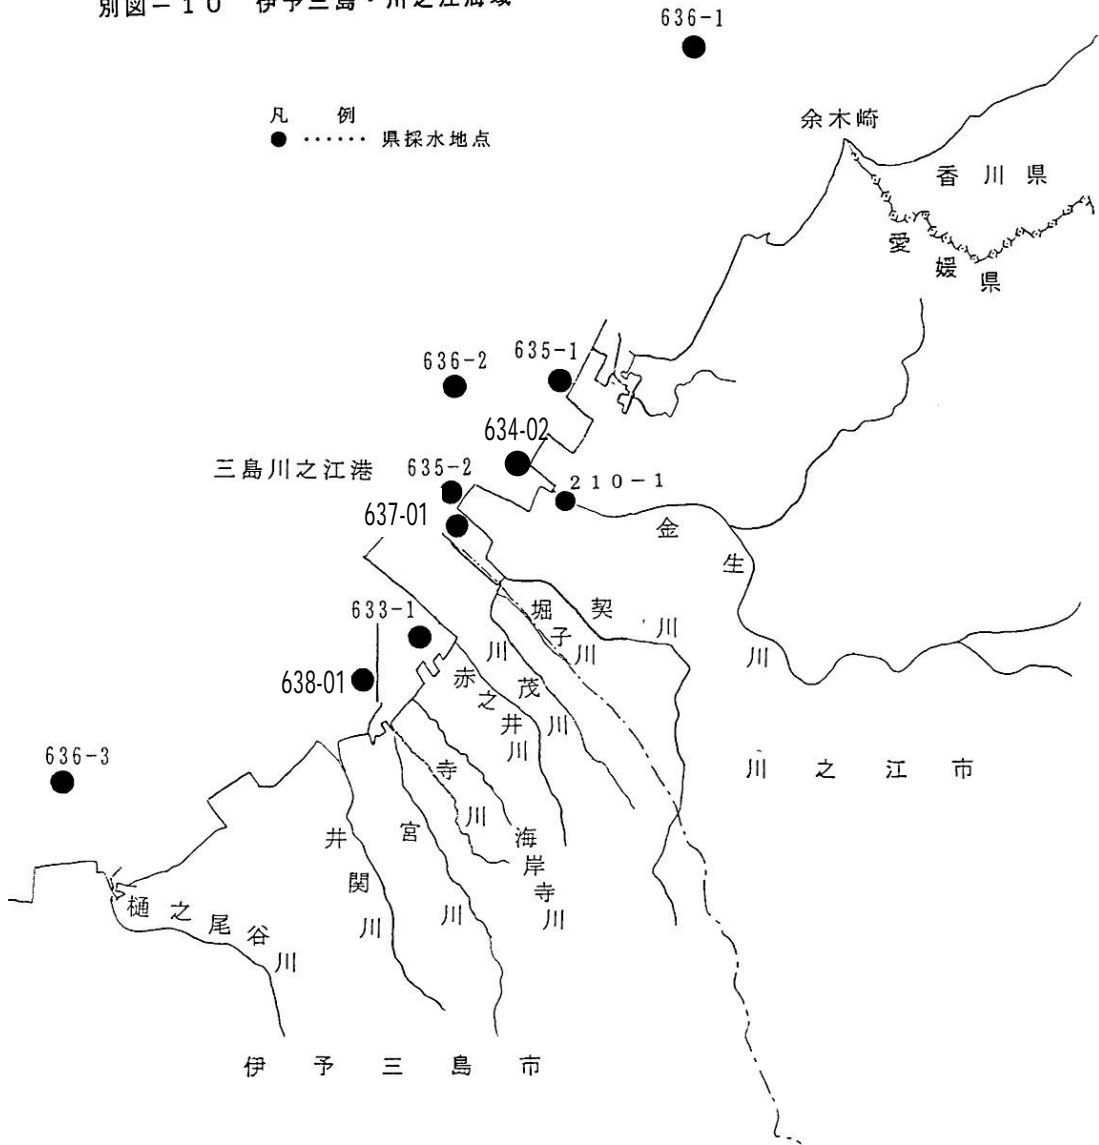 別図－１０　伊予三島・川之江海域
636-1
凡　例
● ‥‥‥ 県採水地点
余木崎
香川県
愛媛県
636-2
635-1
634-02
三島川之江港
635-2
210-1
637-01
金生川
633-1
堀子川
契川
638-01
川茂川
赤之井川
636-3
川之江市
寺川
海岸寺川
宮川
井関川
樋之尾谷川
伊予三島市